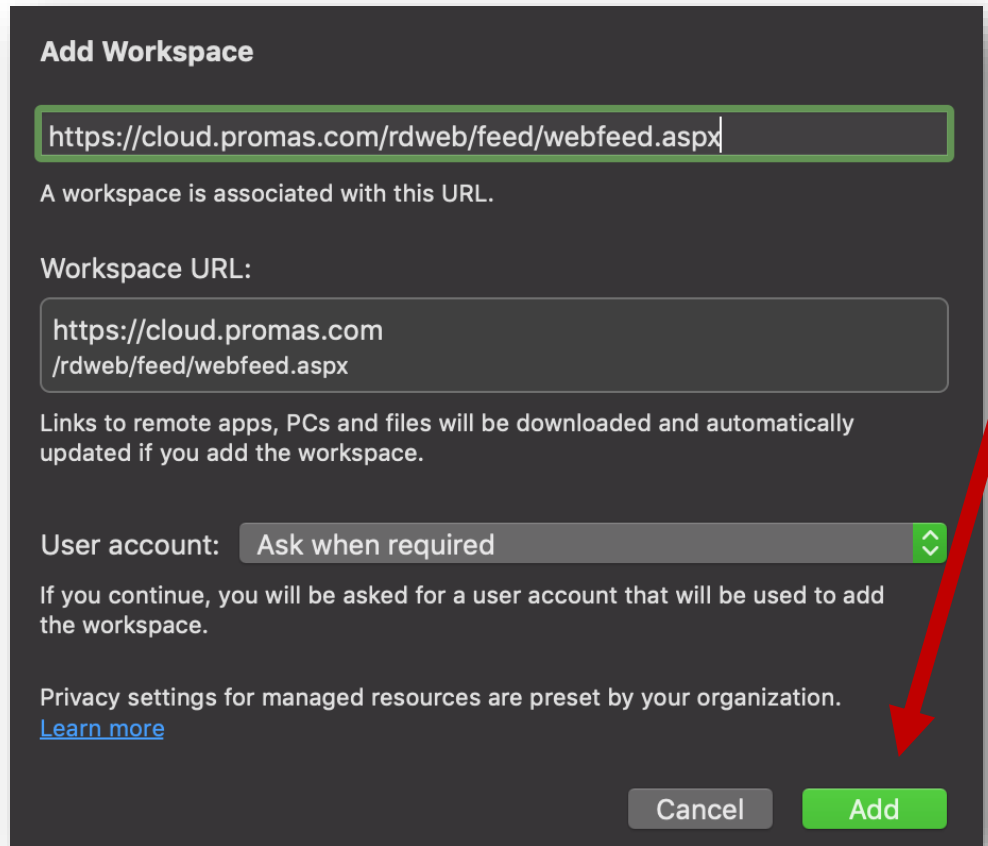 Add Workspace
https://cloud.promas.com/rdweb/feed/webfeed.aspx
A workspace is associated with this URL.
Workspace URL:
https://cloud.promas.com
/rdweb/feed/webfeed.aspx
Links to remote apps, PCs and files will be downloaded and automatically
updated if you add the workspace.
User account: Ask when required
If you continue, you will be asked for a user account that will be used to add
the workspace.
Privacy settings for managed resources are preset by your organization.
Learn more
Cancel Add